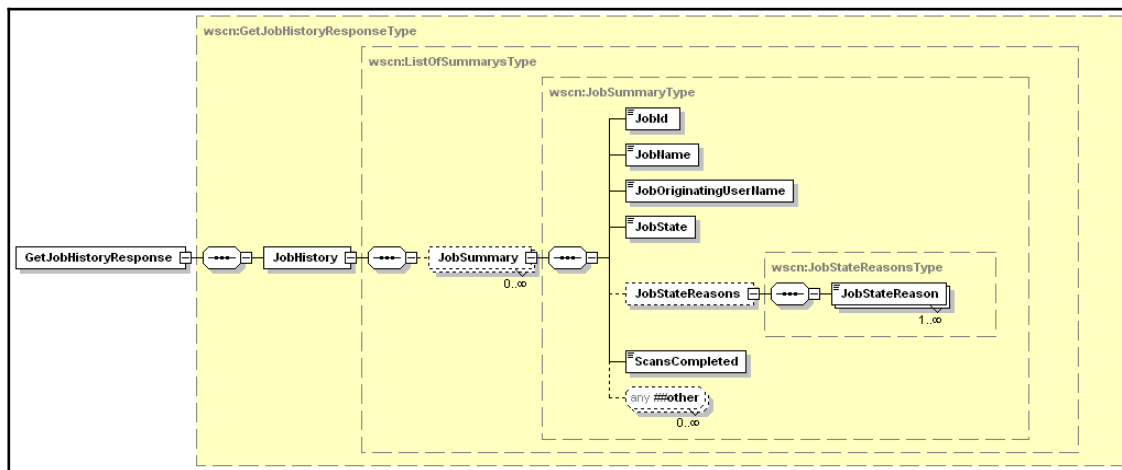 wscn:GetJobHistoryResponseType
wscn:ListOfSummarysType
wscn:JobSummaryType
JobId
JobName
JobOriginatingUserName
JobState
GetJobHistoryResponse
JobHistory
JobSummary
0..∞
wscn:JobStateReasonsType
JobStateReasons
JobStateReason
1..∞
ScansCompleted
any ##other
0..∞